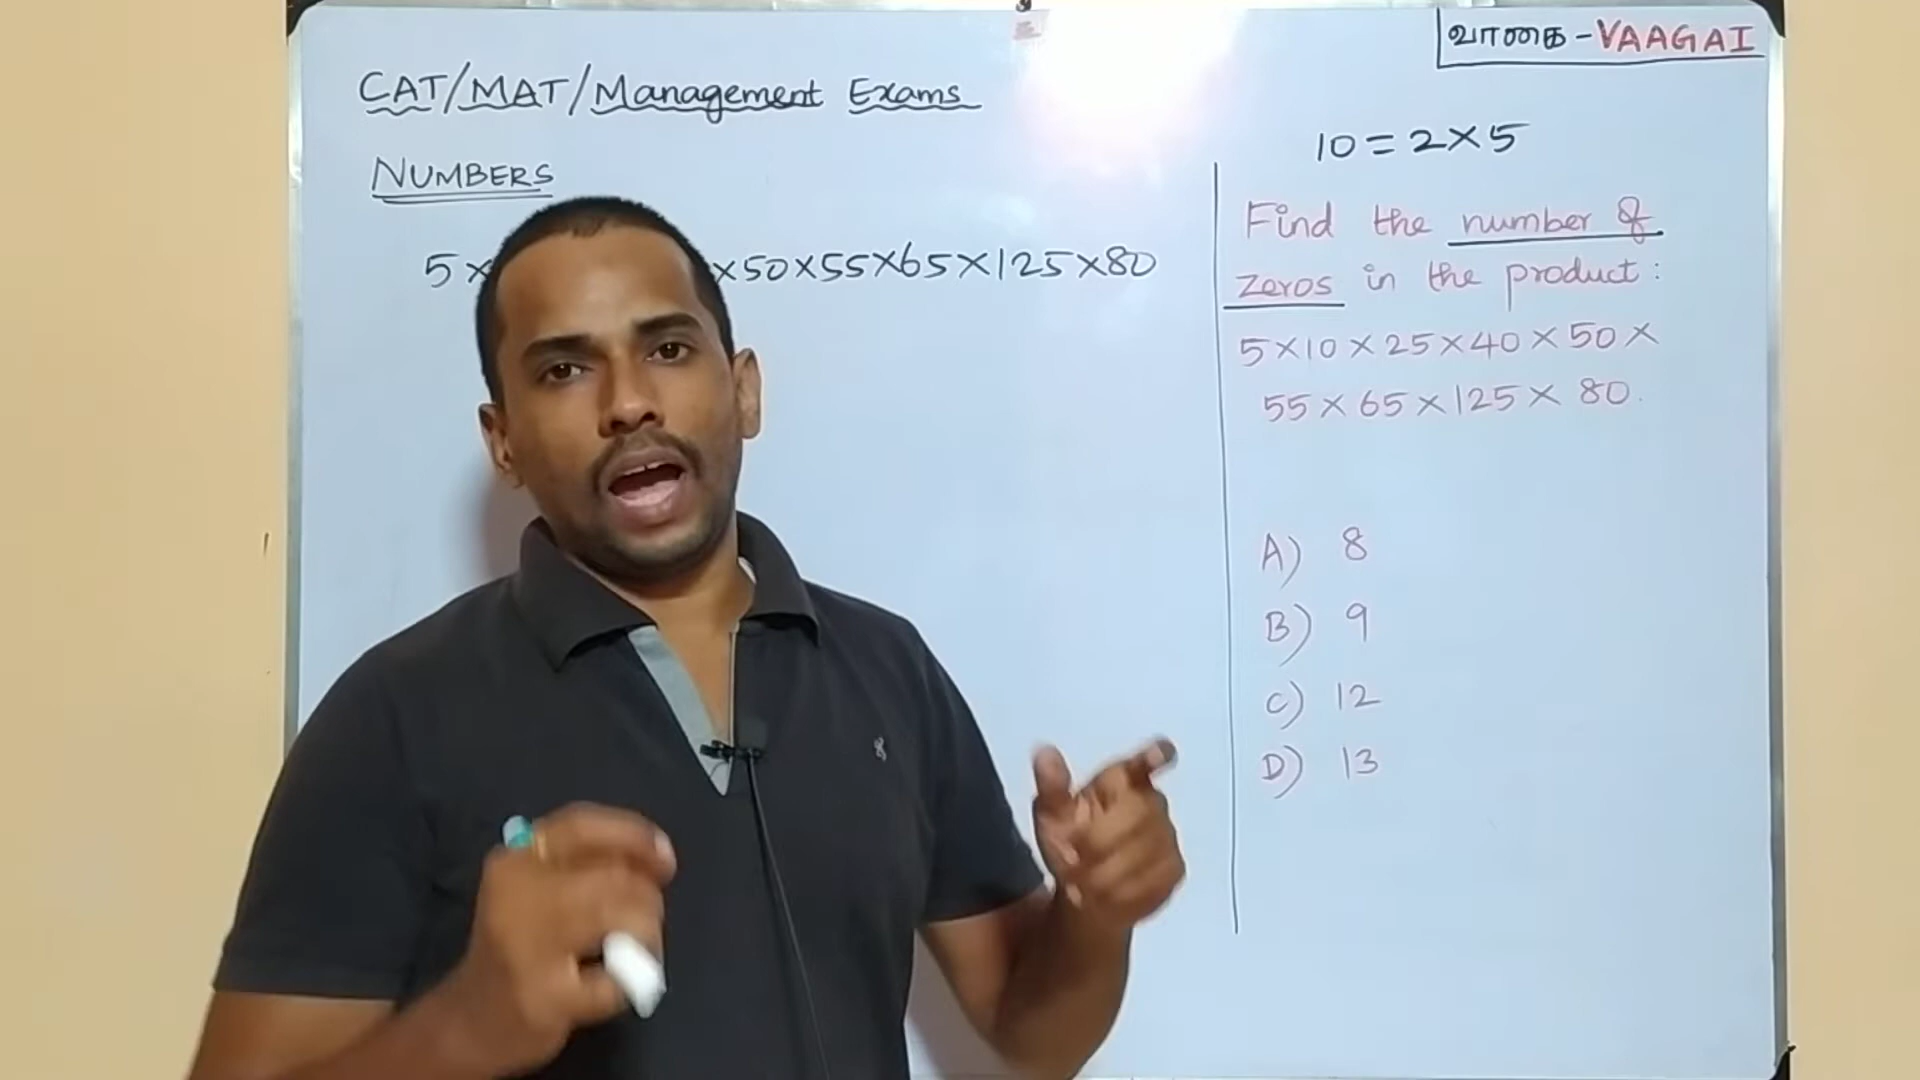 வாகை - VAAGAI
CAT/MAT/Management Exams
NUMBERS
5 × ×50×55×65×125×80
10 = 2×5
Find the number of
zeros in the product :
5×10×25×40×50×
55×65×125×80.
A) 8
B) 9
C) 12
D) 13